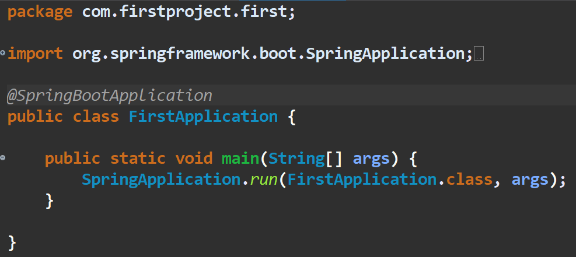 package com.firstproject.first;
import org.springframework.boot.SpringApplication;
@SpringBootApplication
public class FirstApplication {
public static void main(String[] args) {
SpringApplication.run(FirstApplication.class, args);
}
}